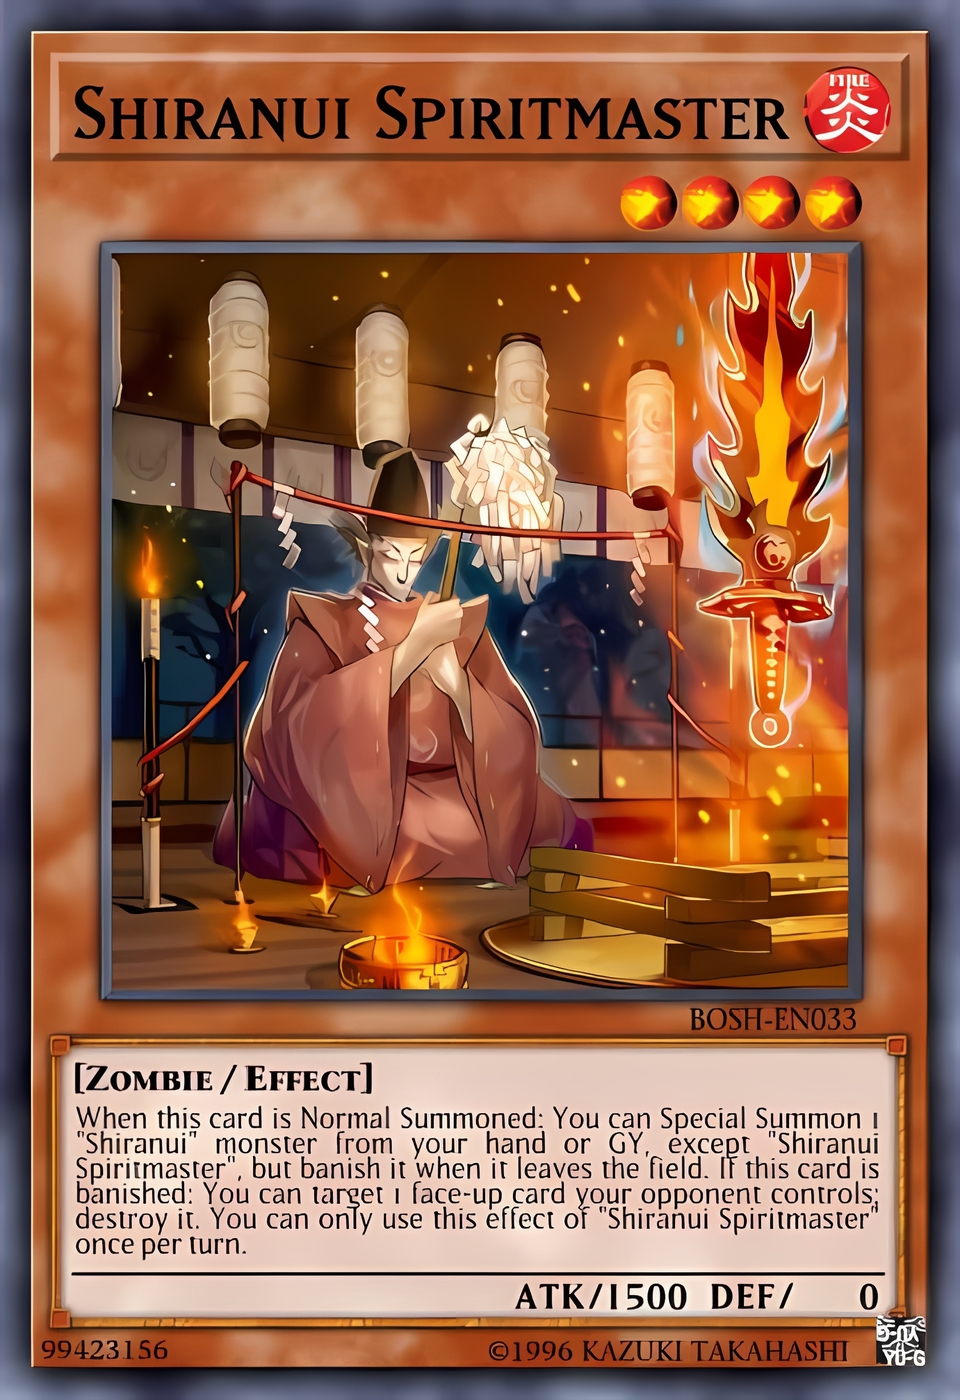 SHIRANUI SPIRITMASTER
炎
BOSH-EN033
[ZOMBIE / EFFECT]
When this card is Normal Summoned: You can Special Summon 1
"Shiranui" monster from your hand or GY, except "Shiranui
Spiritmaster", but banish it when it leaves the field. If this card is
banished: You can target 1 face-up card your opponent controls;
destroy it. You can only use this effect of "Shiranui Spiritmaster"
once per turn.
ATK/1500 DEF/ 0
99423156 ©1996 KAZUKI TAKAHASHI